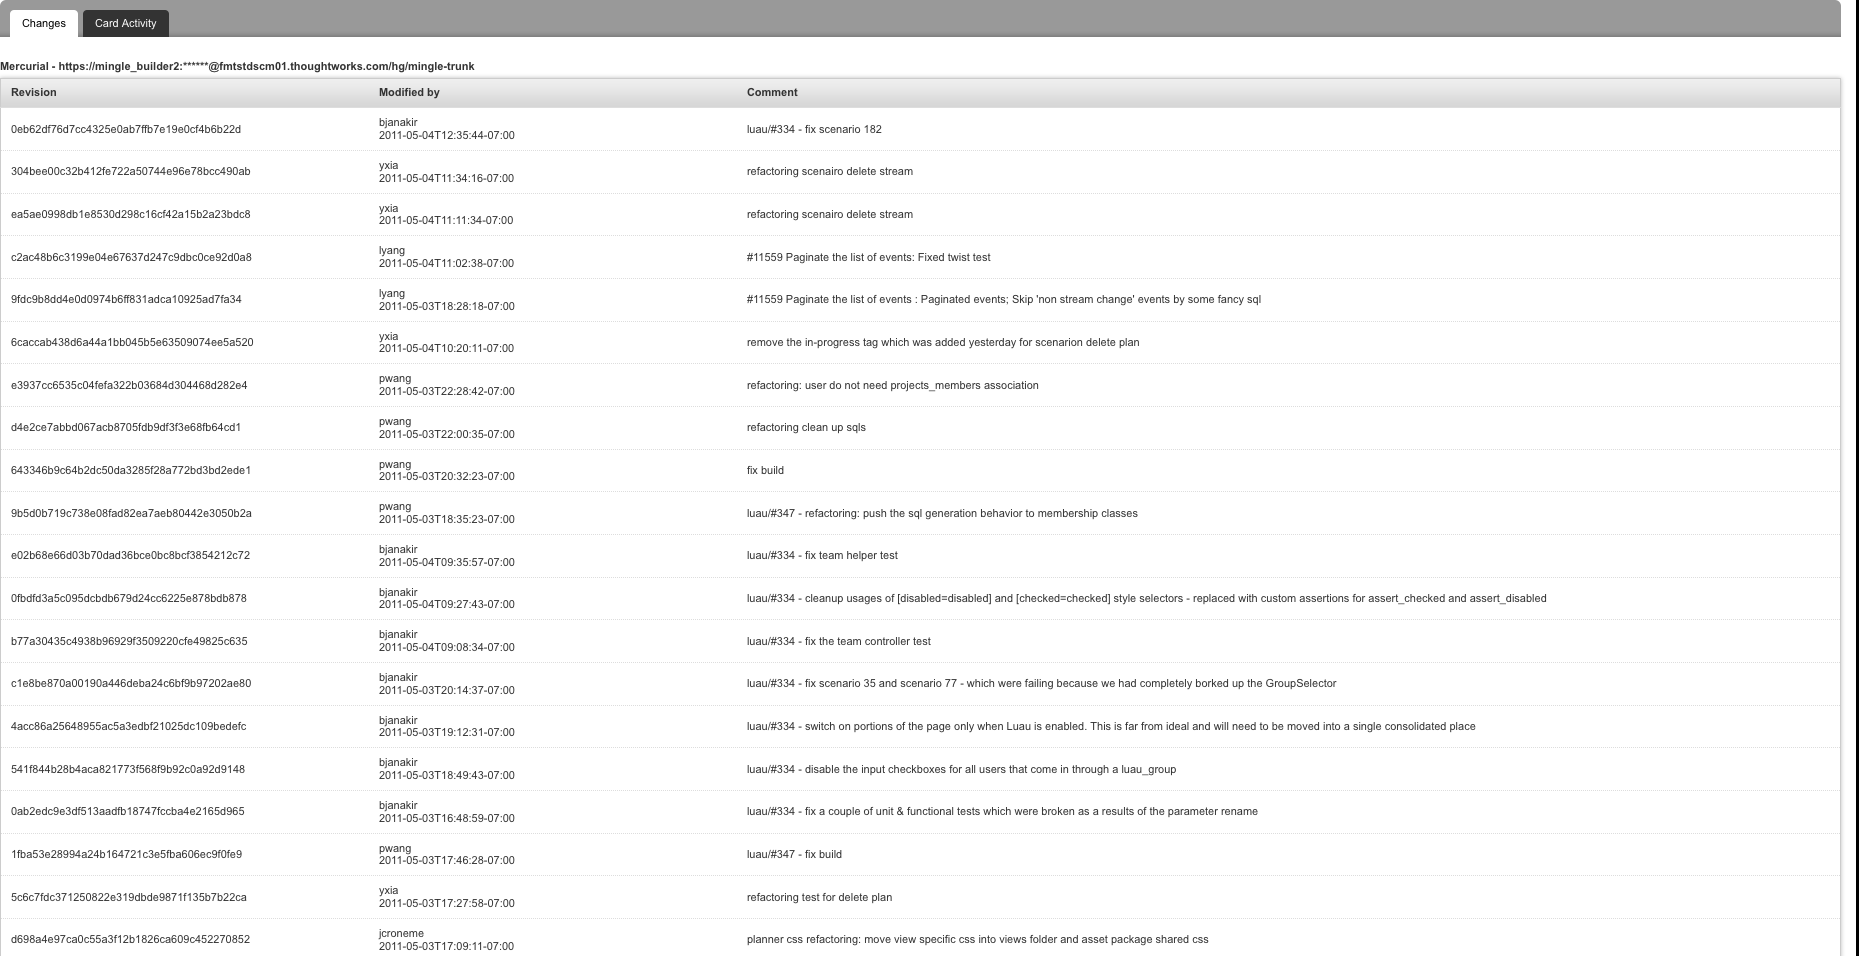 Changes
Card Activity
Mercurial - https://mingle_builder2:******@fmtstdscm01.thoughtworks.com/hg/mingle-trunk
Revision Modified by Comment
0eb62df76d7cc4325e0ab7ffb7e19e0cf4b6b22d bjanakir 2011-05-04T12:35:44-07:00 luau/#334 - fix scenario 182
304bee00c32b412fe722a50744e96e78bcc490ab yxia 2011-05-04T11:34:16-07:00 refactoring scenairo delete stream
ea5ae0998db1e8530d298c16cf42a15b2a23bdc8 yxia 2011-05-04T11:11:34-07:00 refactoring scenairo delete stream
c2ac48b6c3199e04e67637d247c9dbc0ce92d0a8 lyang 2011-05-04T11:02:38-07:00 #11559 Paginate the list of events: Fixed twist test
9fdc9b8dd4e0d0974b6ff831adca10925ad7fa34 lyang 2011-05-03T18:28:18-07:00 #11559 Paginate the list of events : Paginated events; Skip 'non stream change' events by some fancy sql
6caccab438d6a44a1bb045b5e63509074ee5a520 yxia 2011-05-04T10:20:11-07:00 remove the in-progress tag which was added yesterday for scenarion delete plan
e3937cc6535c04fefa322b03684d304468d282e4 pwang 2011-05-03T22:28:42-07:00 refactoring: user do not need projects_members association
d4e2ce7abbd067acb8705fdb9df3f3e68fb64cd1 pwang 2011-05-03T22:00:35-07:00 refactoring clean up sqls
643346b9c64b2dc50da3285f28a772bd3bd2ede1 pwang 2011-05-03T20:32:23-07:00 fix build
9b5d0b719c738e08fad82ea7aeb80442e3050b2a pwang 2011-05-03T18:35:23-07:00 luau/#347 - refactoring: push the sql generation behavior to membership classes
e02b68e66d03b70dad36bce0bc8bcf3854212c72 bjanakir 2011-05-04T09:35:57-07:00 luau/#334 - fix team helper test
0fbdfd3a5c095dcbdb679d24cc6225e878bdb878 bjanakir 2011-05-04T09:27:43-07:00 luau/#334 - cleanup usages of [disabled=disabled] and [checked=checked] style selectors - replaced with custom assertions for assert_checked and assert_disabled
b77a30435c4938b96929f3509220cfe49825c635 bjanakir 2011-05-04T09:08:34-07:00 luau/#334 - fix the team controller test
c1e8be870a00190a446deba24c6bf9b97202ae80 bjanakir 2011-05-03T20:14:37-07:00 luau/#334 - fix scenario 35 and scenario 77 - which were failing because we had completely borked up the GroupSelector
4acc86a25648955ac5a3edbf21025dc109bedefc bjanakir 2011-05-03T19:12:31-07:00 luau/#334 - switch on portions of the page only when Luau is enabled. This is far from ideal and will need to be moved into a single consolidated place
541f844b28b4aca821773f568f9b92c0a92d9148 bjanakir 2011-05-03T18:49:43-07:00 luau/#334 - disable the input checkboxes for all users that come in through a luau_group
0ab2edc9e3df513aadfb18747fccba4e2165d965 bjanakir 2011-05-03T16:48:59-07:00 luau/#334 - fix a couple of unit & functional tests which were broken as a results of the parameter rename
1fba53e28994a24b164721c3e5fba606ec9f0fe9 pwang 2011-05-03T17:46:28-07:00 luau/#347 - fix build
5c6c7fdc371250822e319dbde9871f135b7b22ca yxia 2011-05-03T17:27:58-07:00 refactoring test for delete plan
d698a4e97ca0c55a3f12b1826ca609c452270852 jcroneme 2011-05-03T17:09:11-07:00 planner css refactoring: move view specific css into views folder and asset package shared css